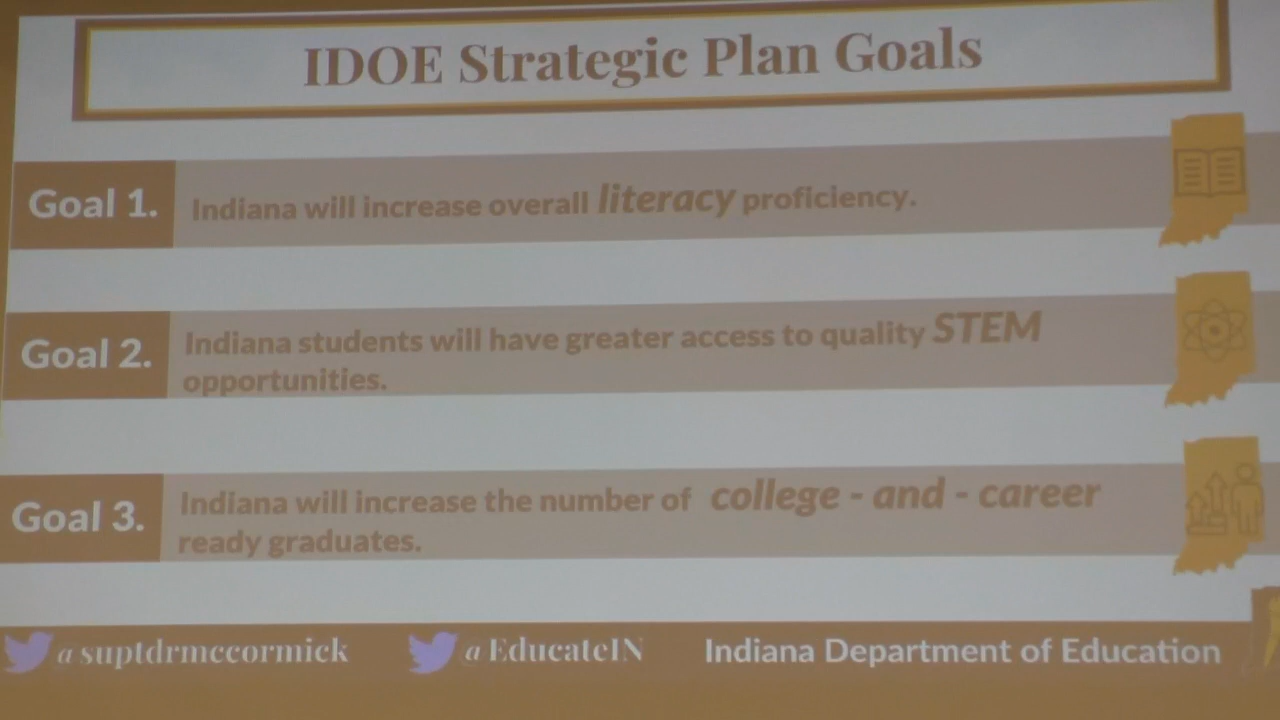 IDOE Strategic Plan Goals
Goal 1.
Indiana will increase overall literacy proficiency.
Goal 2.
Indiana students will have greater access to quality STEM
opportunities.
Goal 3.
Indiana will increase the number of college - and - career
ready graduates.
@suptdrmccormick @EducateIN Indiana Department of Education